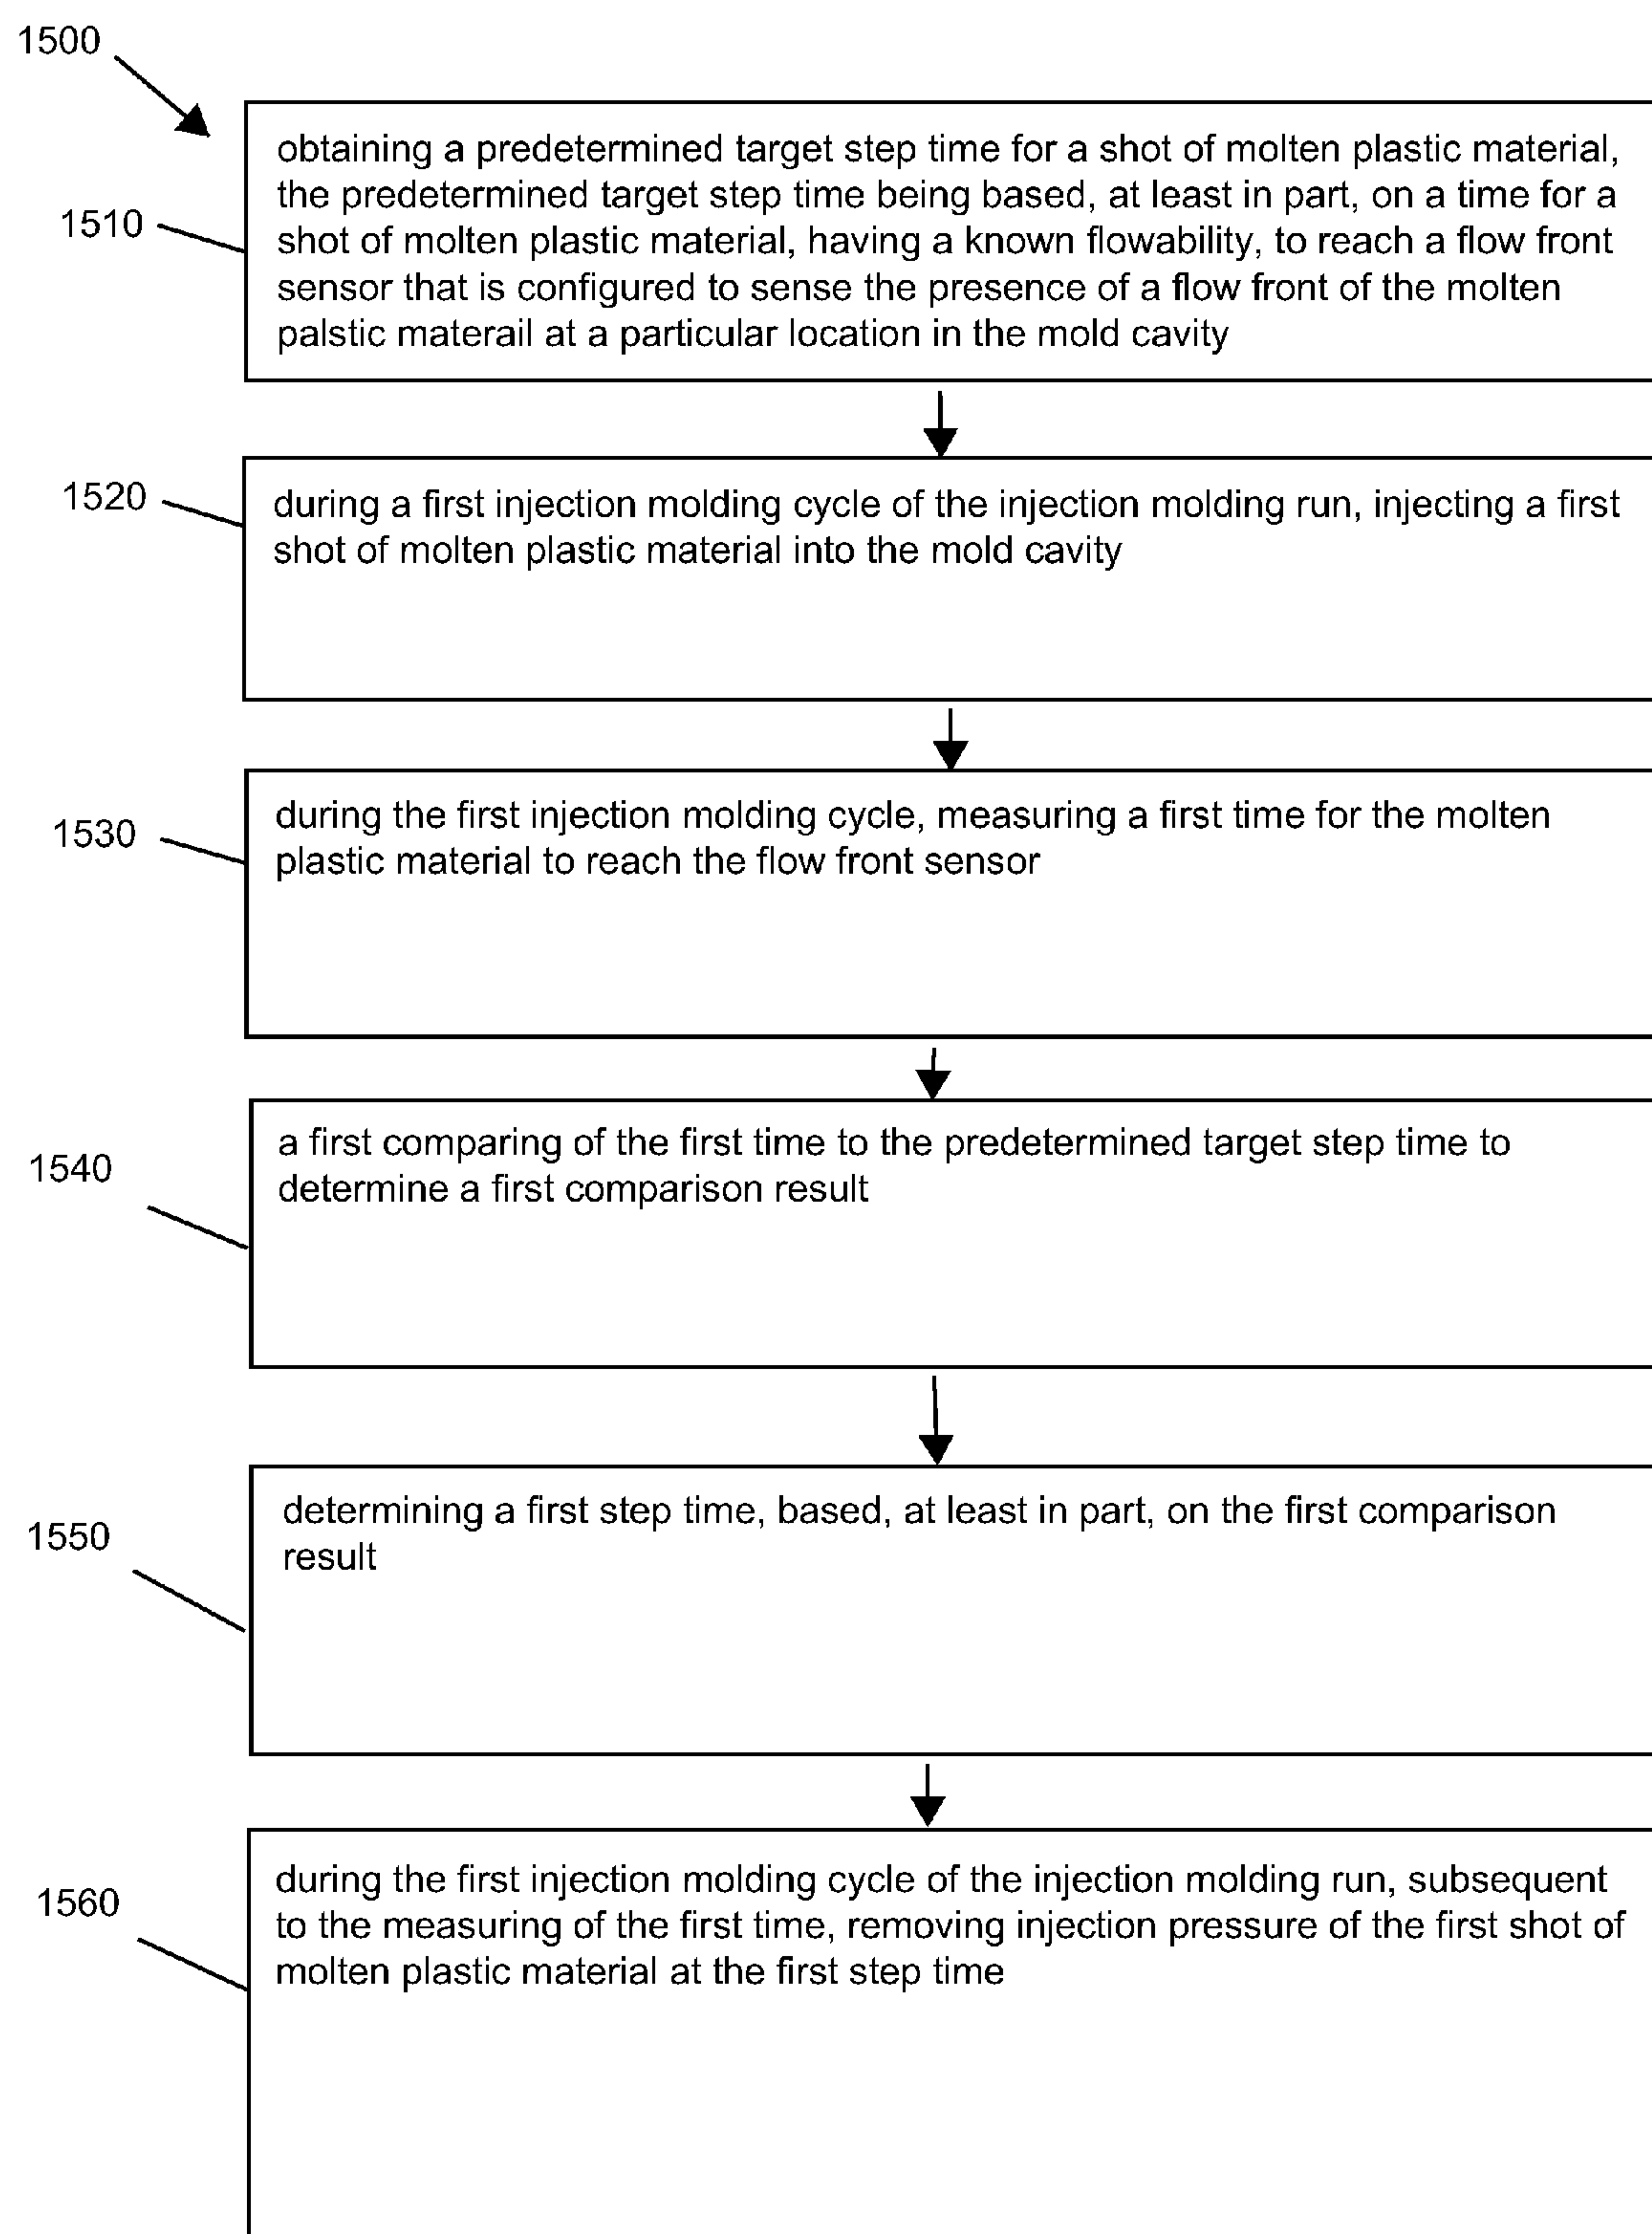 1500
obtaining a predetermined target step time for a shot of molten plastic material,
the predetermined target step time being based, at least in part, on a time for a
1510
shot of molten plastic material, having a known flowability, to reach a flow front
sensor that is configured to sense the presence of a flow front of the molten
palstic materail at a particular location in the mold cavity
1520
during a first injection molding cycle of the injection molding run, injecting a first
shot of molten plastic material into the mold cavity
1530
during the first injection molding cycle, measuring a first time for the molten
plastic material to reach the flow front sensor
1540
a first comparing of the first time to the predetermined target step time to
determine a first comparison result
1550
determining a first step time, based, at least in part, on the first comparison
result
1560
during the first injection molding cycle of the injection molding run, subsequent
to the measuring of the first time, removing injection pressure of the first shot of
molten plastic material at the first step time